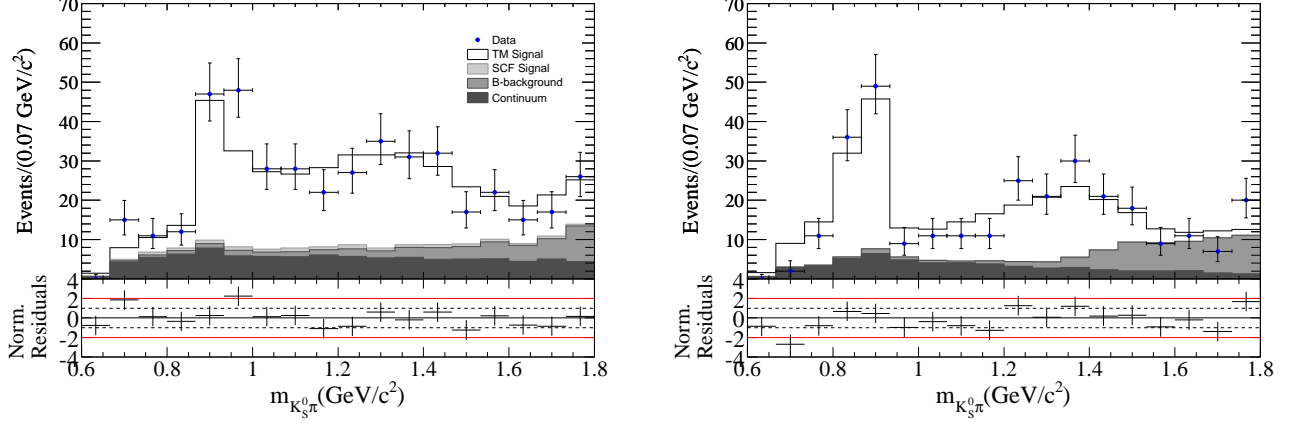 70
60
50
40
30
20
10
Events/(0.07 GeV/c²)
Data
TM Signal
SCF Signal
B-background
Continuum
4
2
0
-2
-4
Norm.
Residuals
0.6 0.8 1 1.2 1.4 1.6 1.8
m_{K_S^0π}(GeV/c²)
70
60
50
40
30
20
10
Events/(0.07 GeV/c²)
4
2
0
-2
-4
Norm.
Residuals
0.6 0.8 1 1.2 1.4 1.6 1.8
m_{K_S^0π}(GeV/c²)